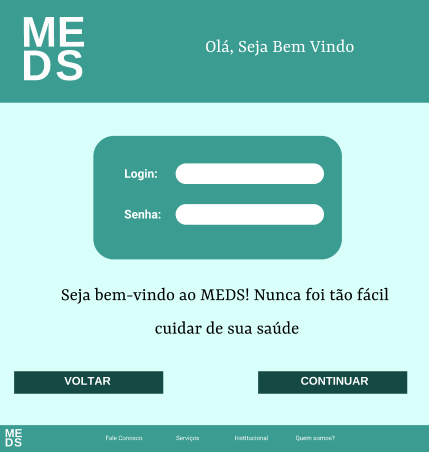 ME
DS
Olá, Seja Bem Vindo
Login:
Senha:
Seja bem-vindo ao MEDS! Nunca foi tão fácil
cuidar de sua saúde
VOLTAR
CONTINUAR
ME
DS
Fale Conosco
Serviços
Institucional
Quem somos?